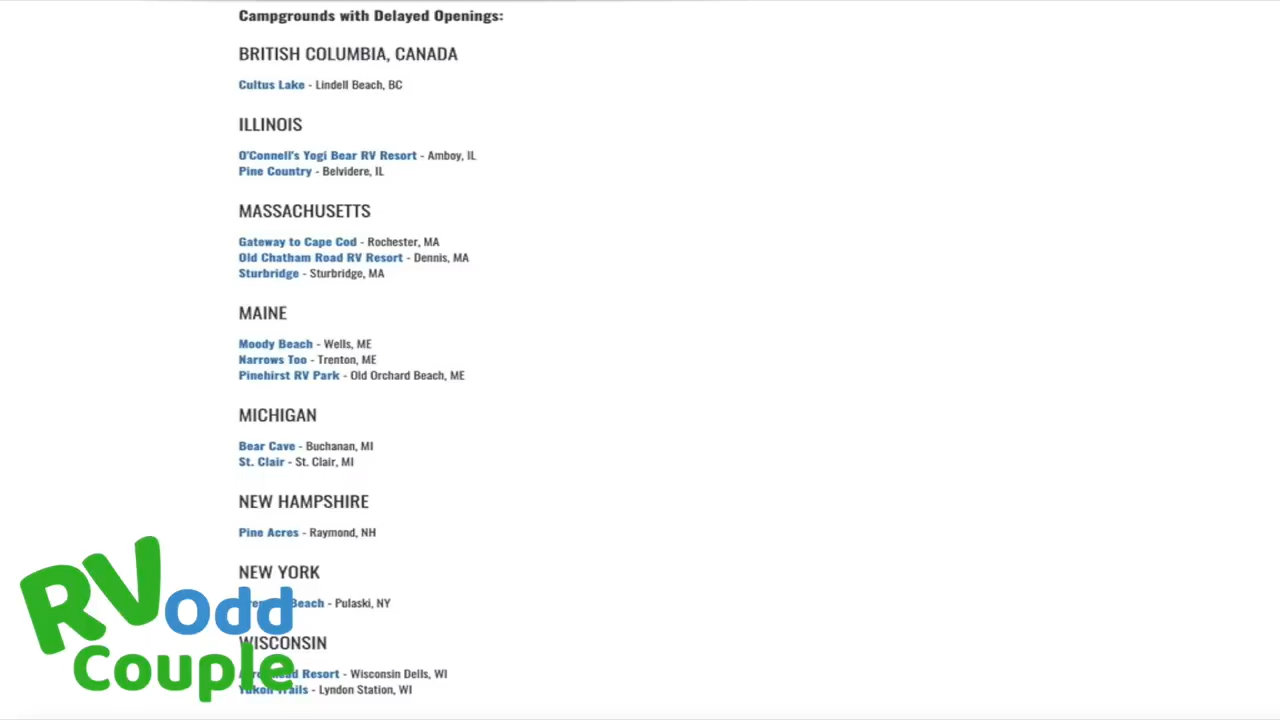 Campgrounds with Delayed Openings:
BRITISH COLUMBIA, CANADA
Cultus Lake - Lindell Beach, BC
ILLINOIS
O'Connell's Yogi Bear RV Resort - Amboy, IL
Pine Country - Belvidere, IL
MASSACHUSETTS
Gateway to Cape Cod - Rochester, MA
Old Chatham Road RV Resort - Dennis, MA
Sturbridge - Sturbridge, MA
MAINE
Moody Beach - Wells, ME
Narrows Too - Trenton, ME
Pinehirst RV Park - Old Orchard Beach, ME
MICHIGAN
Bear Cave - Buchanan, MI
St. Clair - St. Clair, MI
NEW HAMPSHIRE
Pine Acres - Raymond, NH
NEW YORK
Beach - Pulaski, NY
WISCONSIN
Resort - Wisconsin Dells, WI
Yukon Trails - Lyndon Station, WI
RV Odd
Couple